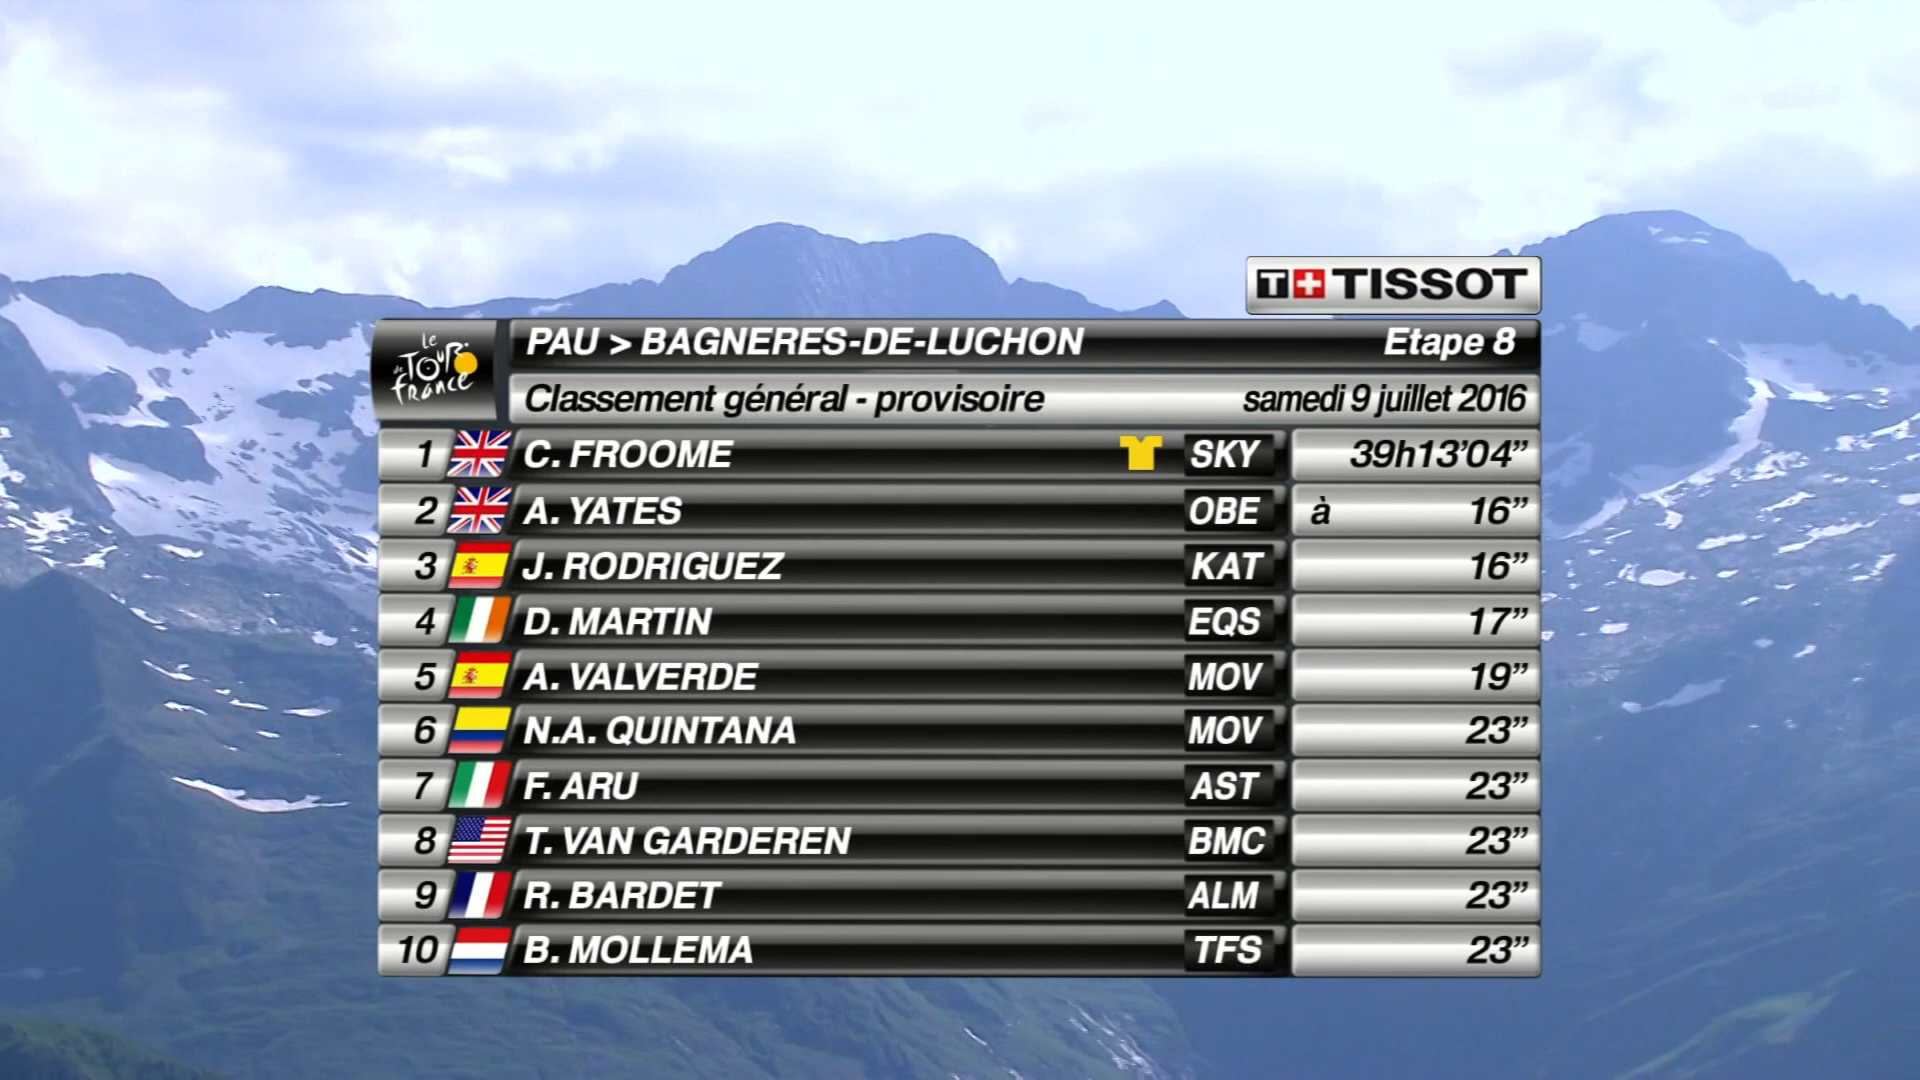 T+ TISSOT
le TOUR de france
PAU > BAGNERES-DE-LUCHON Etape 8
Classement général - provisoire samedi 9 juillet 2016
1 C. FROOME SKY 39h13’04”
2 A. YATES OBE à 16”
3 J. RODRIGUEZ KAT 16”
4 D. MARTIN EQS 17”
5 A. VALVERDE MOV 19”
6 N.A. QUINTANA MOV 23”
7 F. ARU AST 23”
8 T. VAN GARDEREN BMC 23”
9 R. BARDET ALM 23”
10 B. MOLLEMA TFS 23”